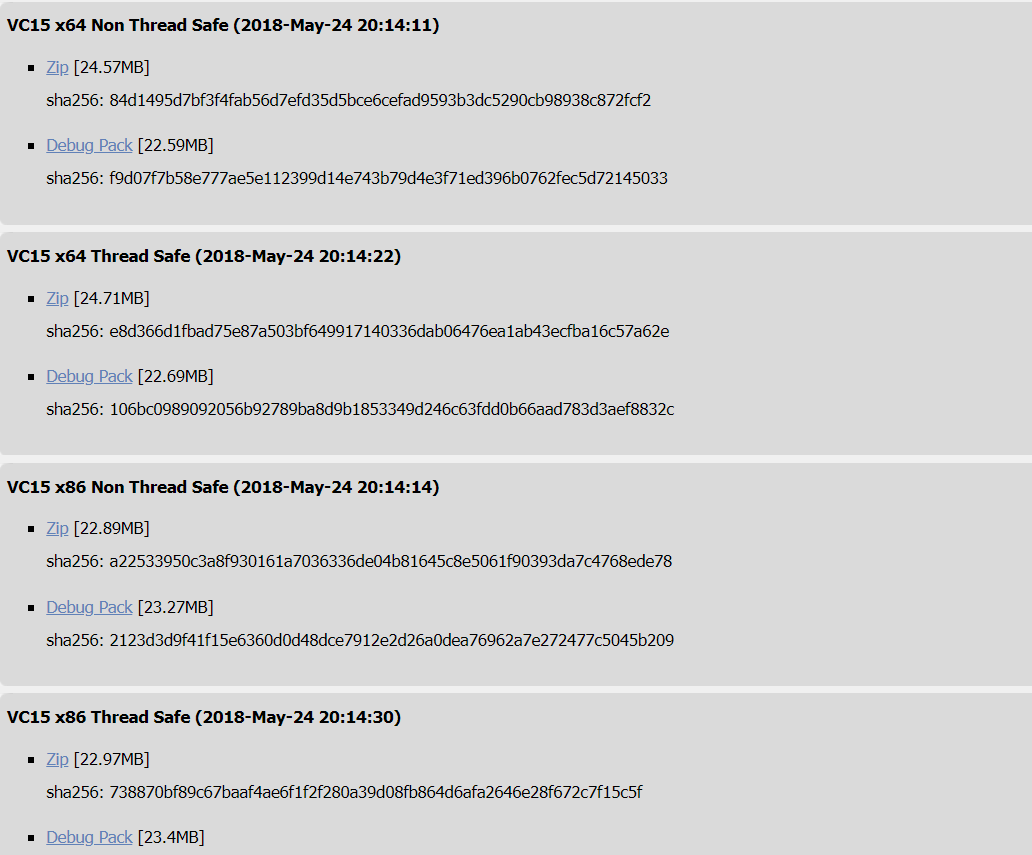 VC15 x64 Non Thread Safe (2018-May-24 20:14:11)
Zip [24.57MB]
sha256: 84d1495d7bf3f4fab56d7efd35d5bce6cefad9593b3dc5290cb98938c872fcf2
Debug Pack [22.59MB]
sha256: f9d07f7b58e777ae5e112399d14e743b79d4e3f71ed396b0762fec5d72145033
VC15 x64 Thread Safe (2018-May-24 20:14:22)
Zip [24.71MB]
sha256: e8d366d1fbad75e87a503bf649917140336dab06476ea1ab43ecfba16c57a62e
Debug Pack [22.69MB]
sha256: 106bc0989092056b92789ba8d9b1853349d246c63fdd0b66aad783d3aef8832c
VC15 x86 Non Thread Safe (2018-May-24 20:14:14)
Zip [22.89MB]
sha256: a22533950c3a8f930161a7036336de04b81645c8e5061f90393da7c4768ede78
Debug Pack [23.27MB]
sha256: 2123d3d9f41f15e6360d0d48dce7912e2d26a0dea76962a7e272477c5045b209
VC15 x86 Thread Safe (2018-May-24 20:14:30)
Zip [22.97MB]
sha256: 738870bf89c67baaf4ae6f1f2f280a39d08fb864d6afa2646e28f672c7f15c5f
Debug Pack [23.4MB]